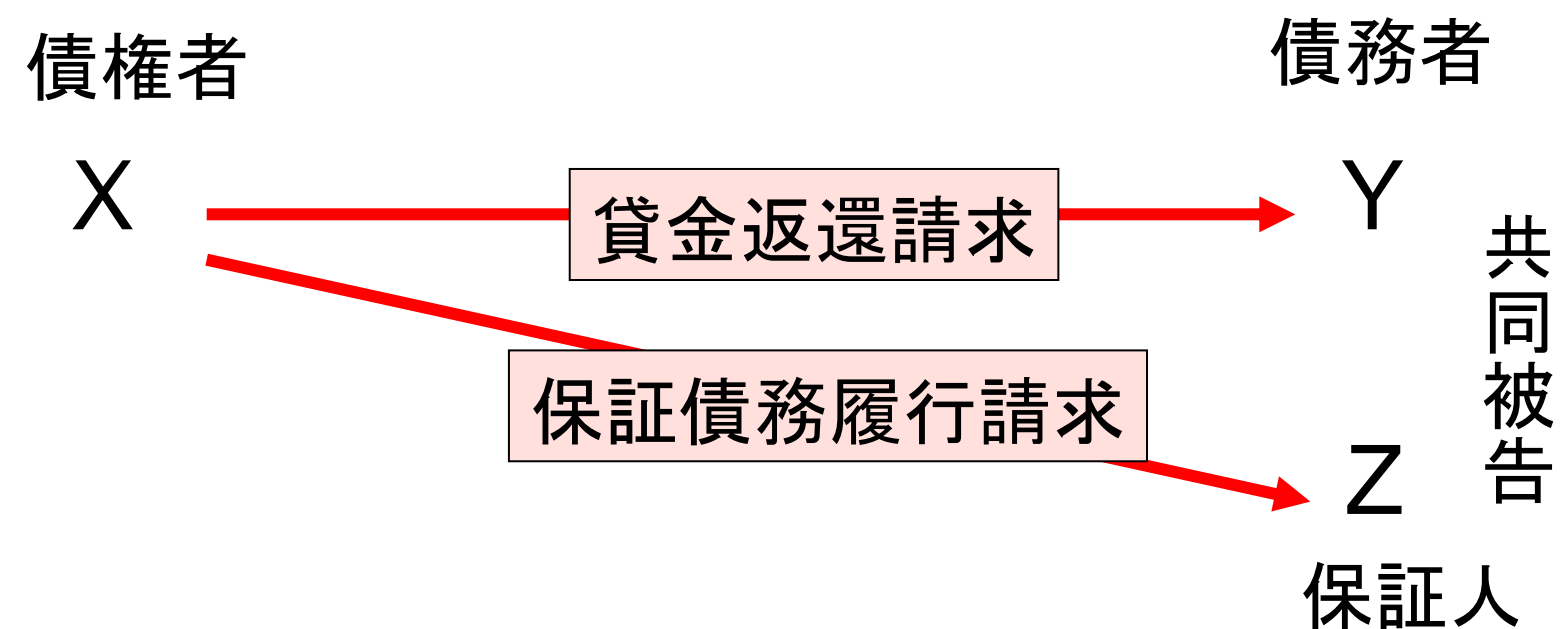 債権者
債務者
X
Y
貸金返還請求
保証債務履行請求
共同被告
Z
保証人